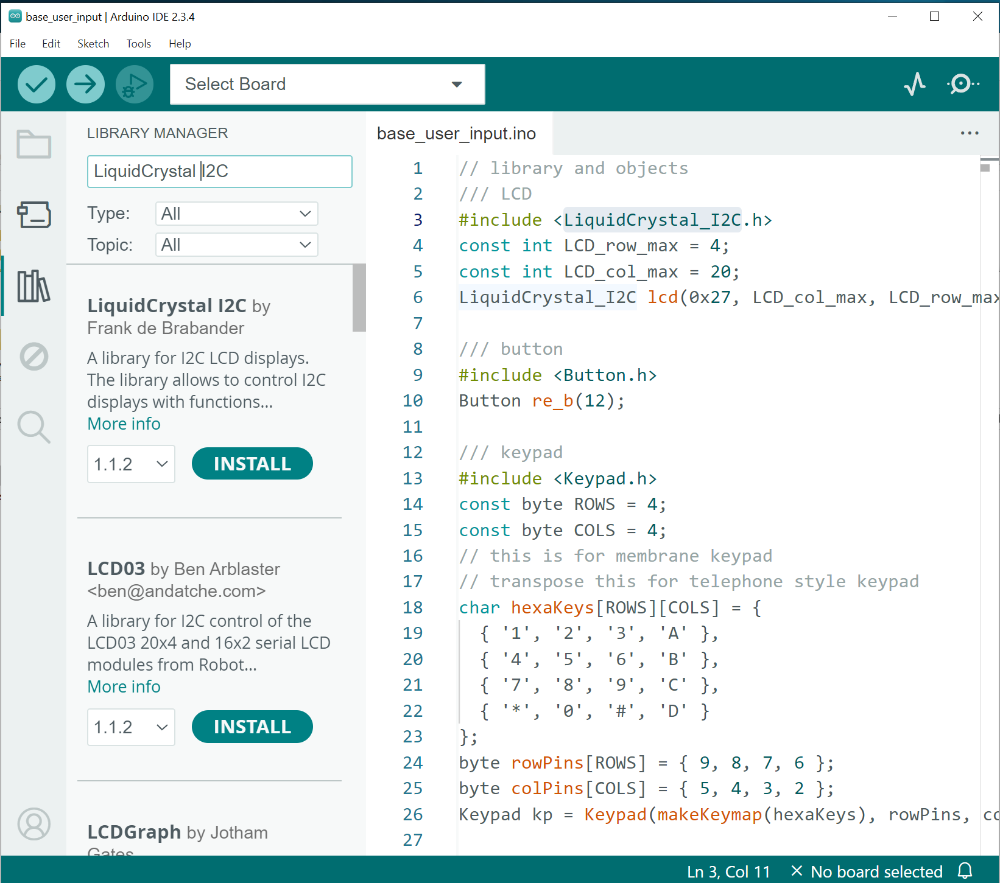 base_user_input | Arduino IDE 2.3.4
File Edit Sketch Tools Help
Select Board
LIBRARY MANAGER
LiquidCrystal I2C
Type: All
Topic: All
LiquidCrystal I2C by
Frank de Brabander
A library for I2C LCD displays.
The library allows to control I2C
displays with functions...
More info
1.1.2 INSTALL
LCD03 by Ben Arblaster
<ben@andatche.com>
A library for I2C control of the
LCD03 20x4 and 16x2 serial LCD
modules from Robot...
More info
1.1.2 INSTALL
LCDGraph by Jotham
Gates
base_user_input.ino
1 // library and objects
2 /// LCD
3 #include <LiquidCrystal_I2C.h>
4 const int LCD_row_max = 4;
5 const int LCD_col_max = 20;
6 LiquidCrystal_I2C lcd(0x27, LCD_col_max, LCD_row_max
7
8 /// button
9 #include <Button.h>
10 Button re_b(12);
11
12 /// keypad
13 #include <Keypad.h>
14 const byte ROWS = 4;
15 const byte COLS = 4;
16 // this is for membrane keypad
17 // transpose this for telephone style keypad
18 char hexaKeys[ROWS][COLS] = {
19 { '1', '2', '3', 'A' },
20 { '4', '5', '6', 'B' },
21 { '7', '8', '9', 'C' },
22 { '*', '0', '#', 'D' }
23 };
24 byte rowPins[ROWS] = { 9, 8, 7, 6 };
25 byte colPins[COLS] = { 5, 4, 3, 2 };
26 Keypad kp = Keypad(makeKeymap(hexaKeys), rowPins, co
27
Ln 3, Col 11 × No board selected